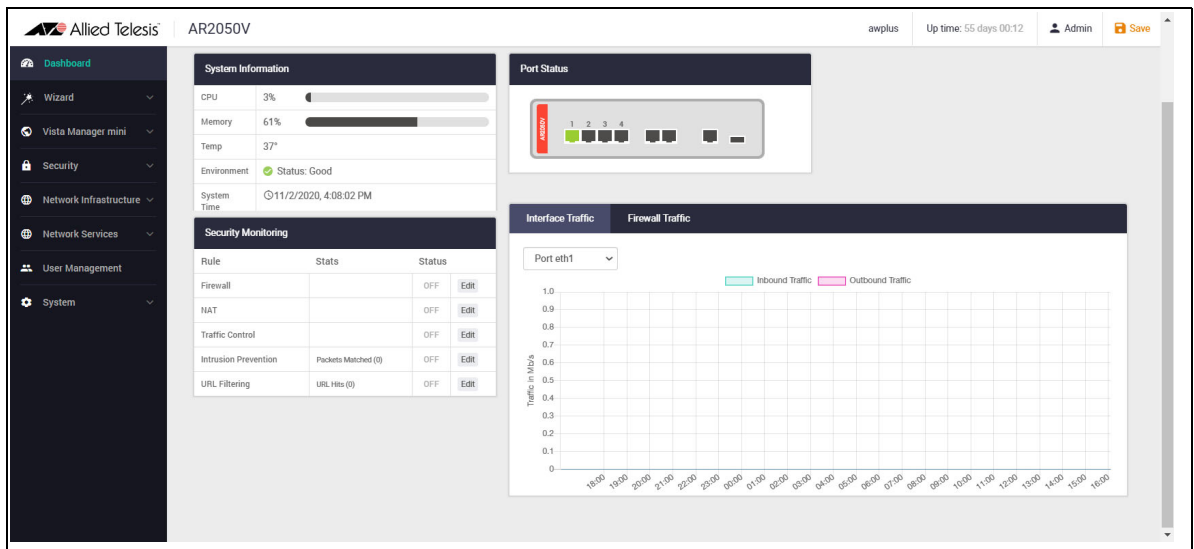 Allied Telesis
AR2050V
awplus
Up time: 55 days 00:12
Admin
Save
Dashboard
Wizard
Vista Manager mini
Security
Network Infrastructure
Network Services
User Management
System
System Information
CPU 3%
Memory 61%
Temp 37°
Environment Status: Good
System Time 11/2/2020, 4:08:02 PM
Port Status
AR2050V
1 2 3 4
Security Monitoring
Rule Stats Status
Firewall OFF Edit
NAT OFF Edit
Traffic Control OFF Edit
Intrusion Prevention Packets Matched (0) OFF Edit
URL Filtering URL Hits (0) OFF Edit
Interface Traffic Firewall Traffic
Port eth1
Inbound Traffic Outbound Traffic
Traffic in Mb/s
1.0
0.9
0.8
0.7
0.6
0.5
0.4
0.3
0.2
0.1
0
18:00 19:00 20:00 21:00 22:00 23:00 00:00 01:00 02:00 03:00 04:00 05:00 06:00 07:00 08:00 09:00 10:00 11:00 12:00 13:00 14:00 15:00 16:00